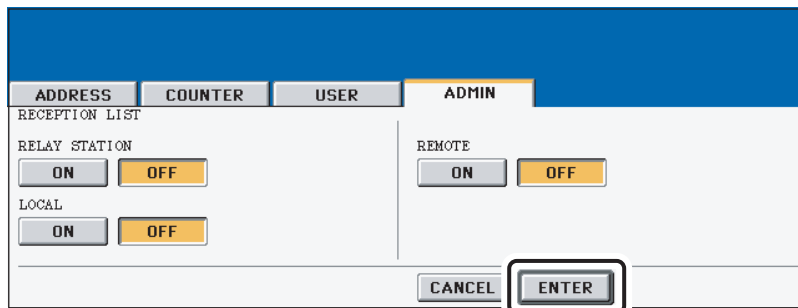 ADDRESS COUNTER USER ADMIN
RECEPTION LIST
RELAY STATION
ON OFF
LOCAL
ON OFF
REMOTE
ON OFF
CANCEL ENTER